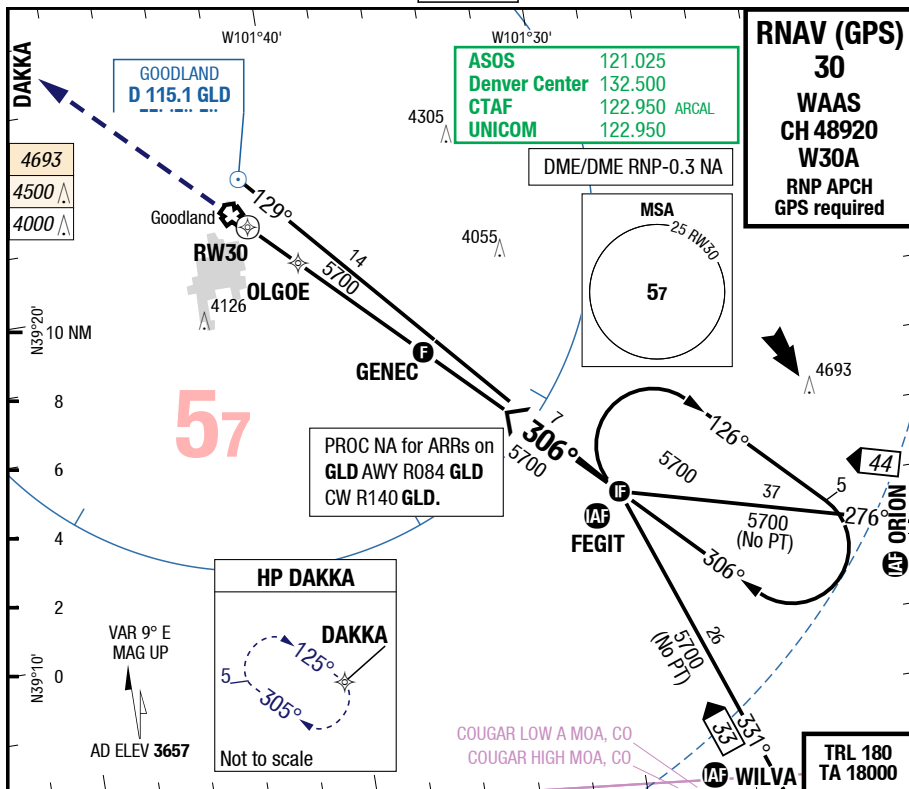 W101°40'
W101°30'
DAKKA
GOODLAND
D 115.1 GLD
ASOS 121.025
Denver Center 132.500
CTAF 122.950 ARCAL
UNICOM 122.950
RNAV (GPS)
30
WAAS
CH 48920
W30A
RNP APCH
GPS required
4305
4693
4500
4000
DME/DME RNP-0.3 NA
129°
Goodland
RW30
14
5700
4055
MSA
25 RW30
57
OLGOE
4126
N39°20'
10 NM
GENEC
F
4693
8
57
7
306°
5700
126°
PROC NA for ARRs on
GLD AWY R084 GLD
CW R140 GLD.
6
5700
44
IF
37
5
276°
5700
(No PT)
IAF
FEGIT
IAF ORION
4
306°
HP DAKKA
2
DAKKA
125°
5
305°
Not to scale
26
5700
(No PT)
VAR 9° E
MAG UP
N39°10'
0
AD ELEV 3657
33
331°
COUGAR LOW A MOA, CO
COUGAR HIGH MOA, CO
IAF WILVA
TRL 180
TA 18000